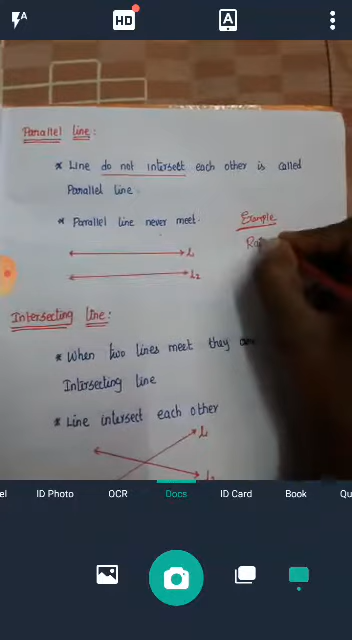 A
HD
A
Parallel line :
* Line do not intersect each other is called
Parallel line.
* Parallel line never meet.
Example
L1
L2
Intersecting line :
* When two lines meet they
Intersecting line
* Line intersect each other
L1
ID Photo
OCR
Docs
ID Card
Book